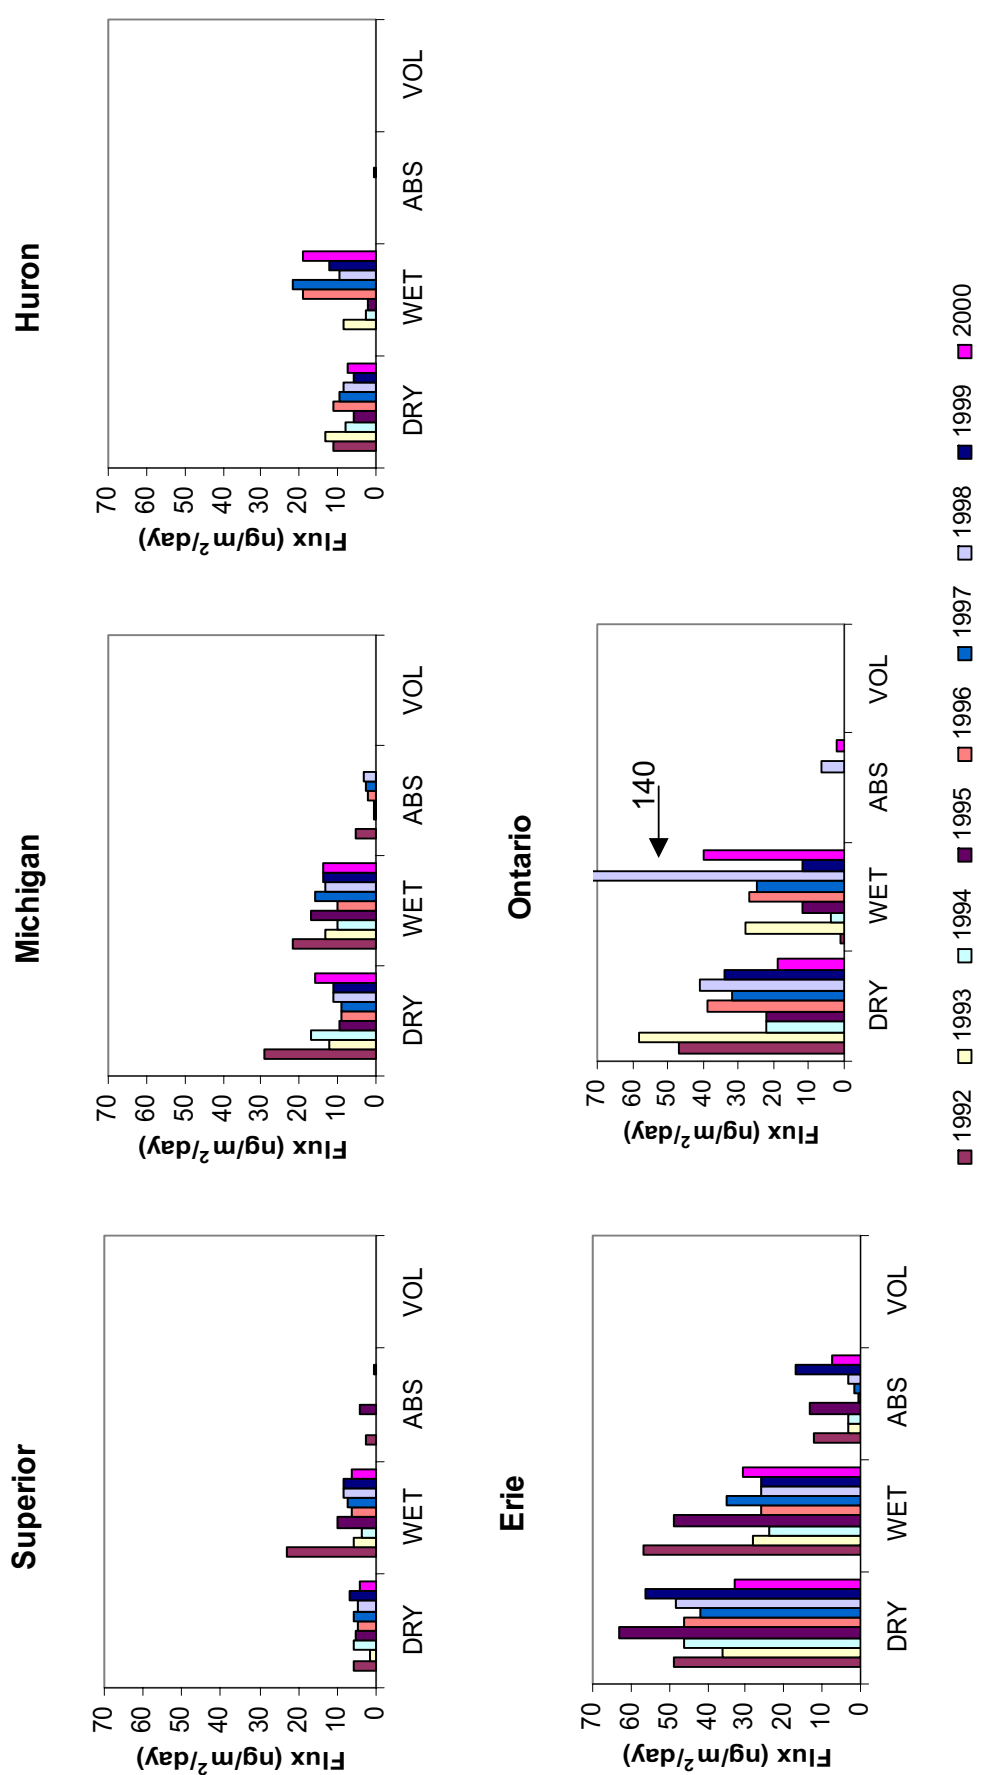 Superior
Flux (ng/m²/day)
70
60
50
40
30
20
10
0
DRY WET ABS VOL
Michigan
Flux (ng/m²/day)
70
60
50
40
30
20
10
0
DRY WET ABS VOL
Huron
Flux (ng/m²/day)
70
60
50
40
30
20
10
0
DRY WET ABS VOL
Erie
Flux (ng/m²/day)
70
60
50
40
30
20
10
0
DRY WET ABS VOL
Ontario
140
Flux (ng/m²/day)
70
60
50
40
30
20
10
0
DRY WET ABS VOL
1992 1993 1994 1995 1996 1997 1998 1999 2000